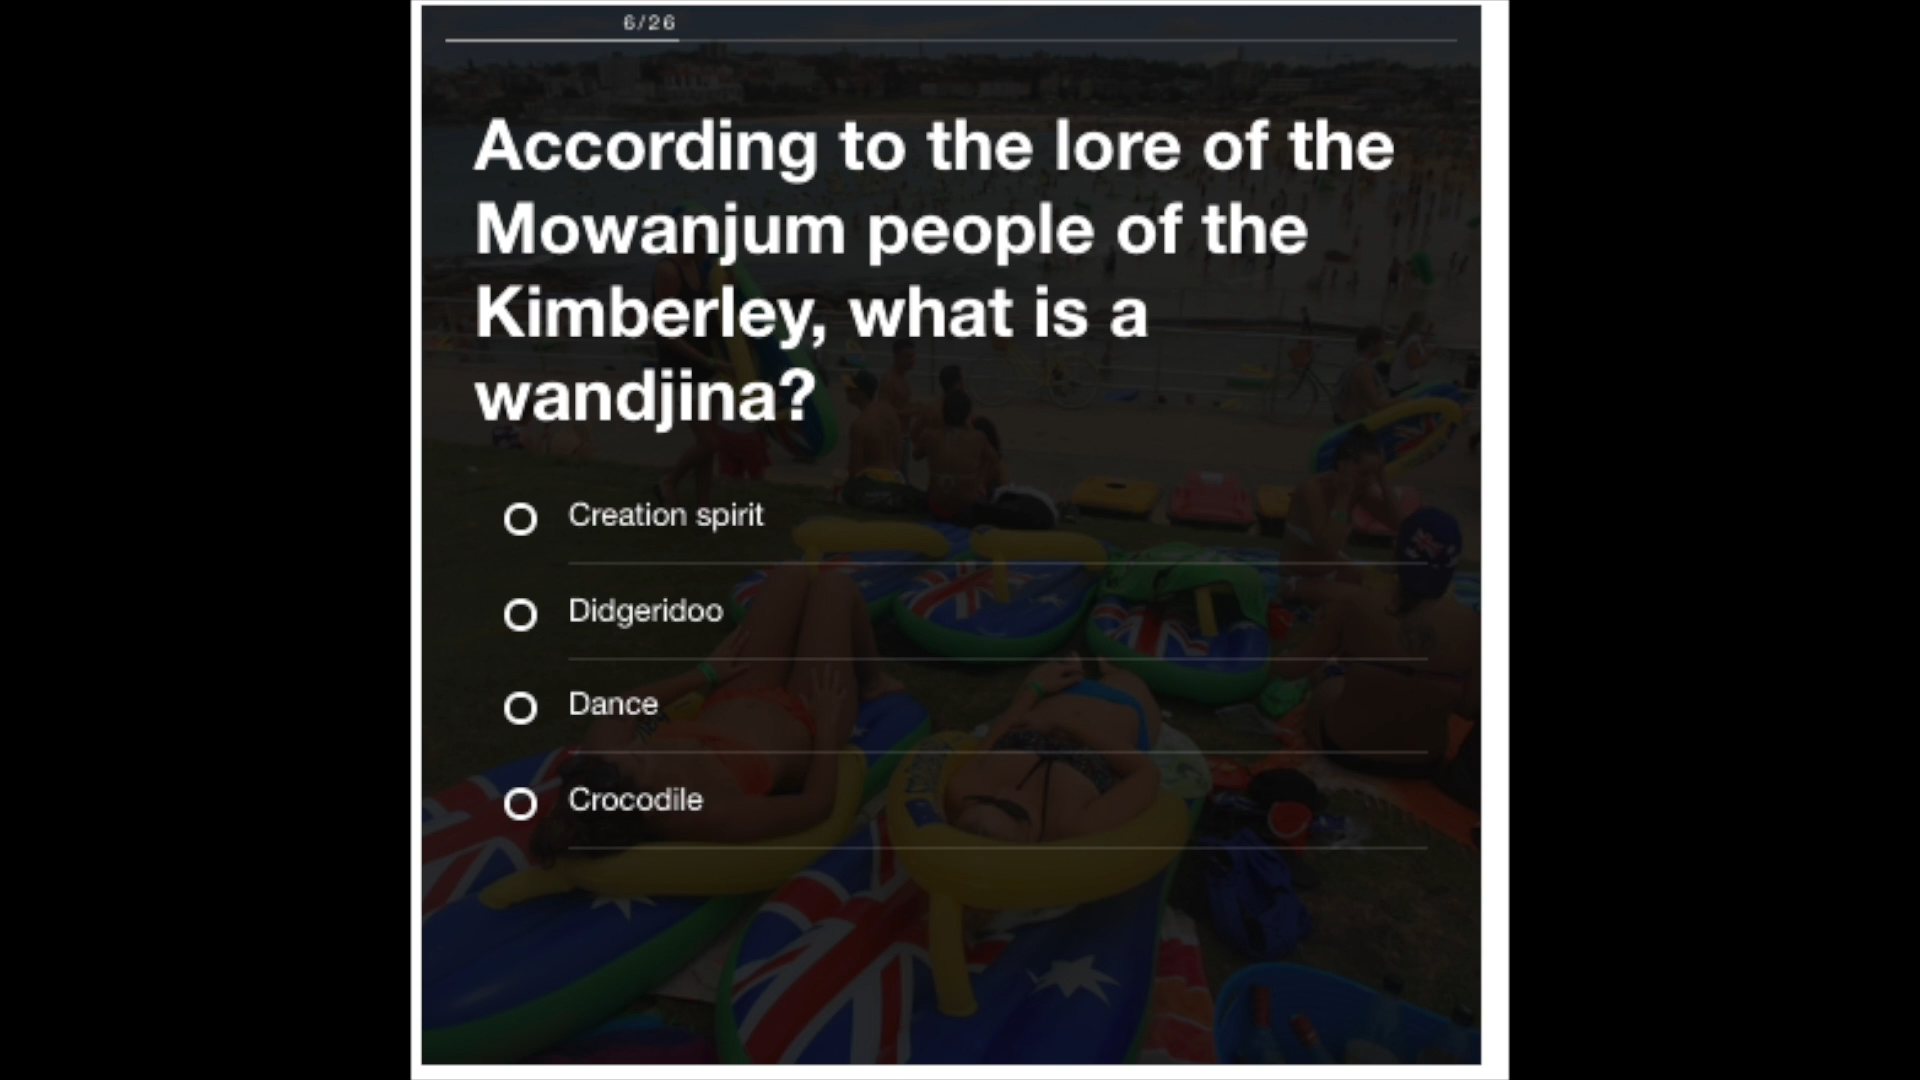 6/26
According to the lore of the
Mowanjum people of the
Kimberley, what is a
wandjina?
Creation spirit
Didgeridoo
Dance
Crocodile